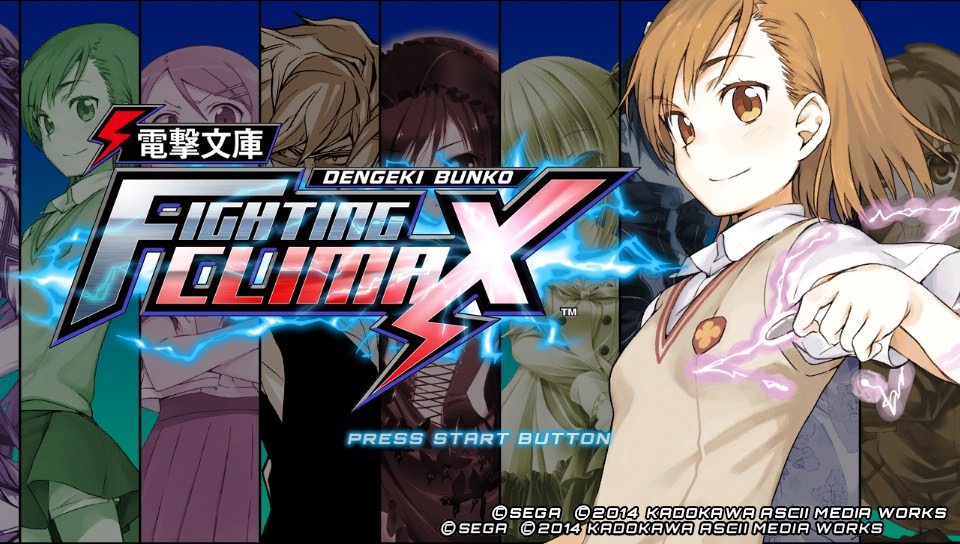 電撃文庫
DENGEKI BUNKO
FIGHTING
CLIMAX
TM
PRESS START BUTTON
©SEGA ©2014 KADOKAWA ASCII MEDIA WORKS
©SEGA ©2014 KADOKAWA ASCII MEDIA WORKS